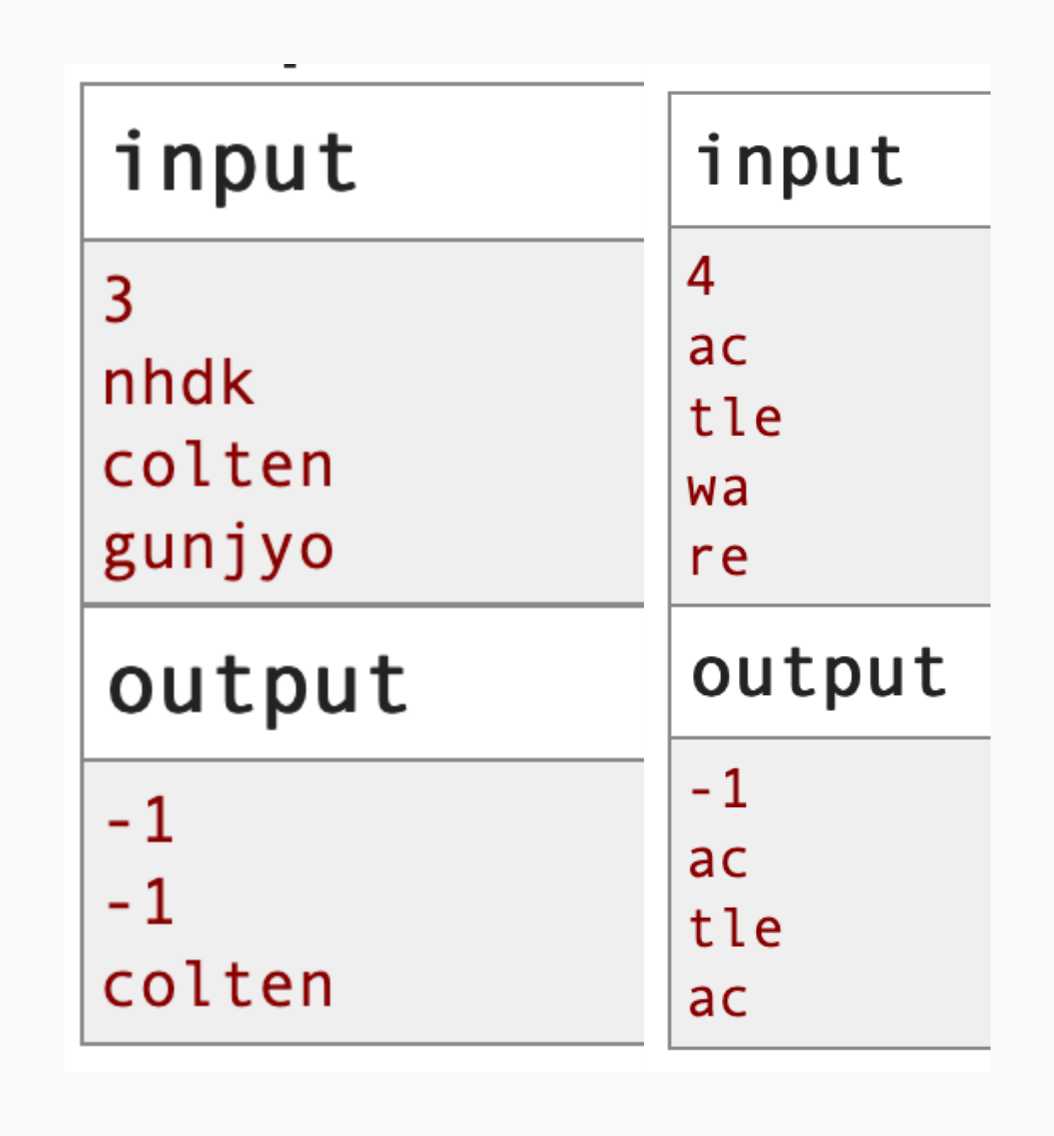 input
3
nhdk
colten
gunjyo
output
-1
-1
colten
input
4
ac
tle
wa
re
output
-1
ac
tle
ac